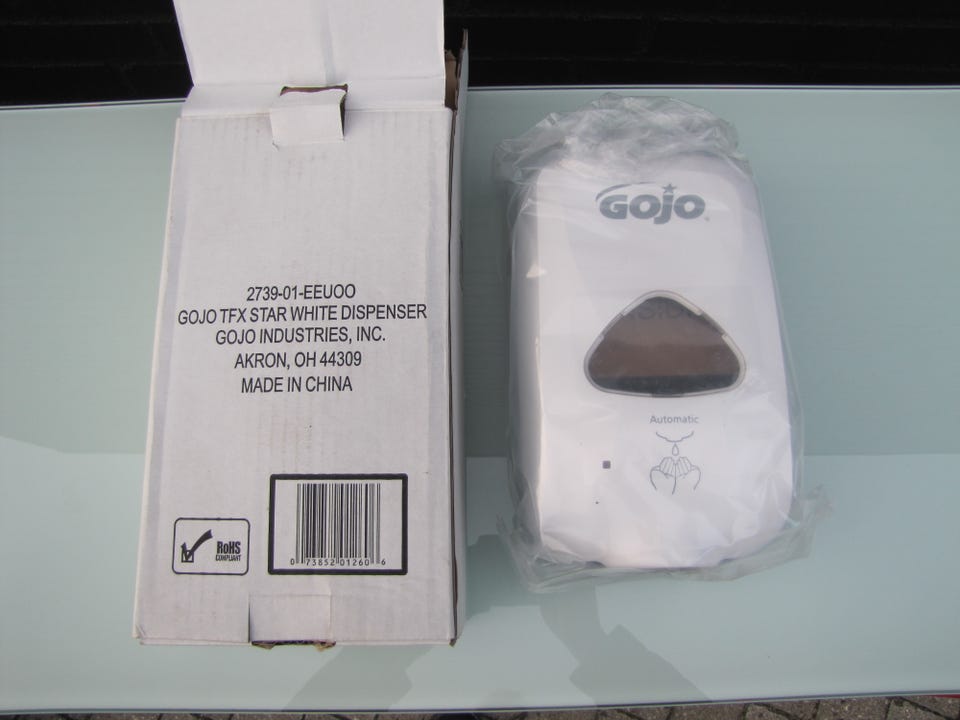 2739-01-EEU00
GOJO TFX STAR WHITE DISPENSER
GOJO INDUSTRIES, INC.
AKRON, OH 44309
MADE IN CHINA
RoHS
COMPLIANT
0 73852 01260 6
GOJO
Automatic